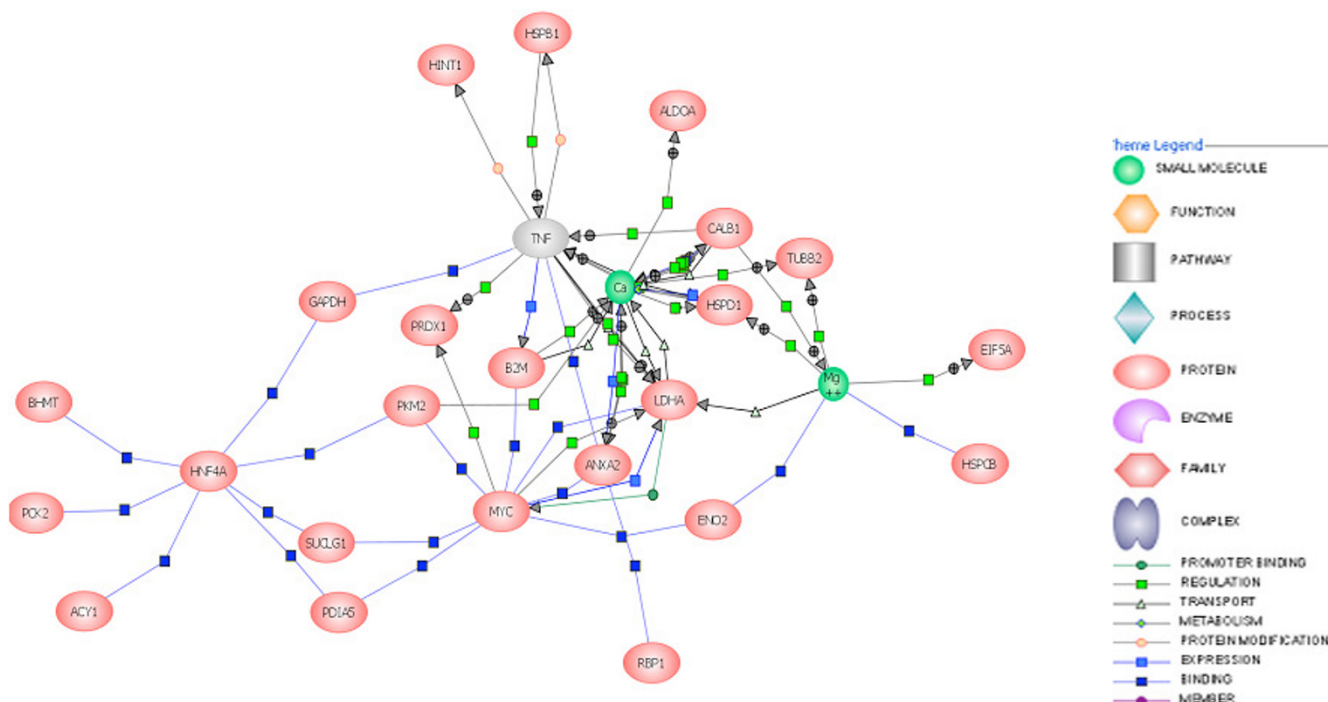 HSPB1
HINT1
ALDOA
TNF
CALB1
TUBB2
Ca
GAPDH
PRDX1
HSPD1
B2M
EIF5A
Mg
++
BHMT
PKM2
LDHA
HNF4A
ANXA2
HSPCB
PCK2
MYC
ENO2
SUCLG1
ACY1
PDIA5
RBP1
Theme Legend
SMALL MOLECULE
FUNCTION
PATHWAY
PROCESS
PROTEIN
ENZYME
FAMILY
COMPLEX
PROMOTER BINDING
REGULATION
TRANSPORT
METABOLISM
PROTEIN MODIFICATION
EXPRESSION
BINDING
MEMBER